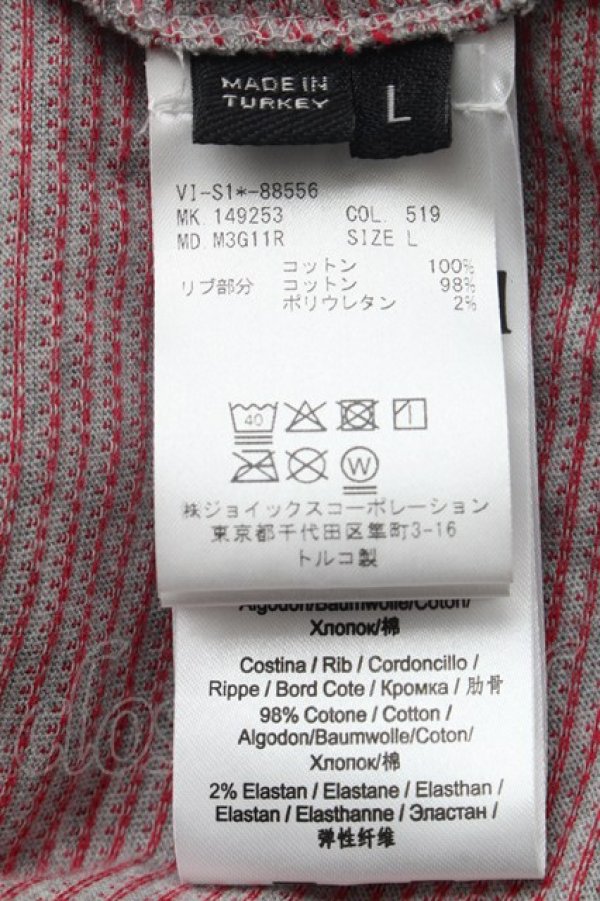 MADE IN
TURKEY
L
VI-S1*-88556
MK. 149253 COL. 519
MD. M3G11R SIZE L
コットン 100%
リブ部分 コットン 98%
ポリウレタン 2%
40
W
株ジョイックスコーポレーション
東京都千代田区隼町3-16
トルコ製
Algodon/Baumwolle/Coton/
Хлопок/棉
Costina / Rib / Cordoncillo /
Rippe / Bord Cote / Кромка / 肋骨
98% Cotone / Cotton /
Algodon/Baumwolle/Coton/
Хлопок/棉
2% Elastan / Elastane / Elasthan /
Elastan / Elasthanne / Эластан /
弹性纤维